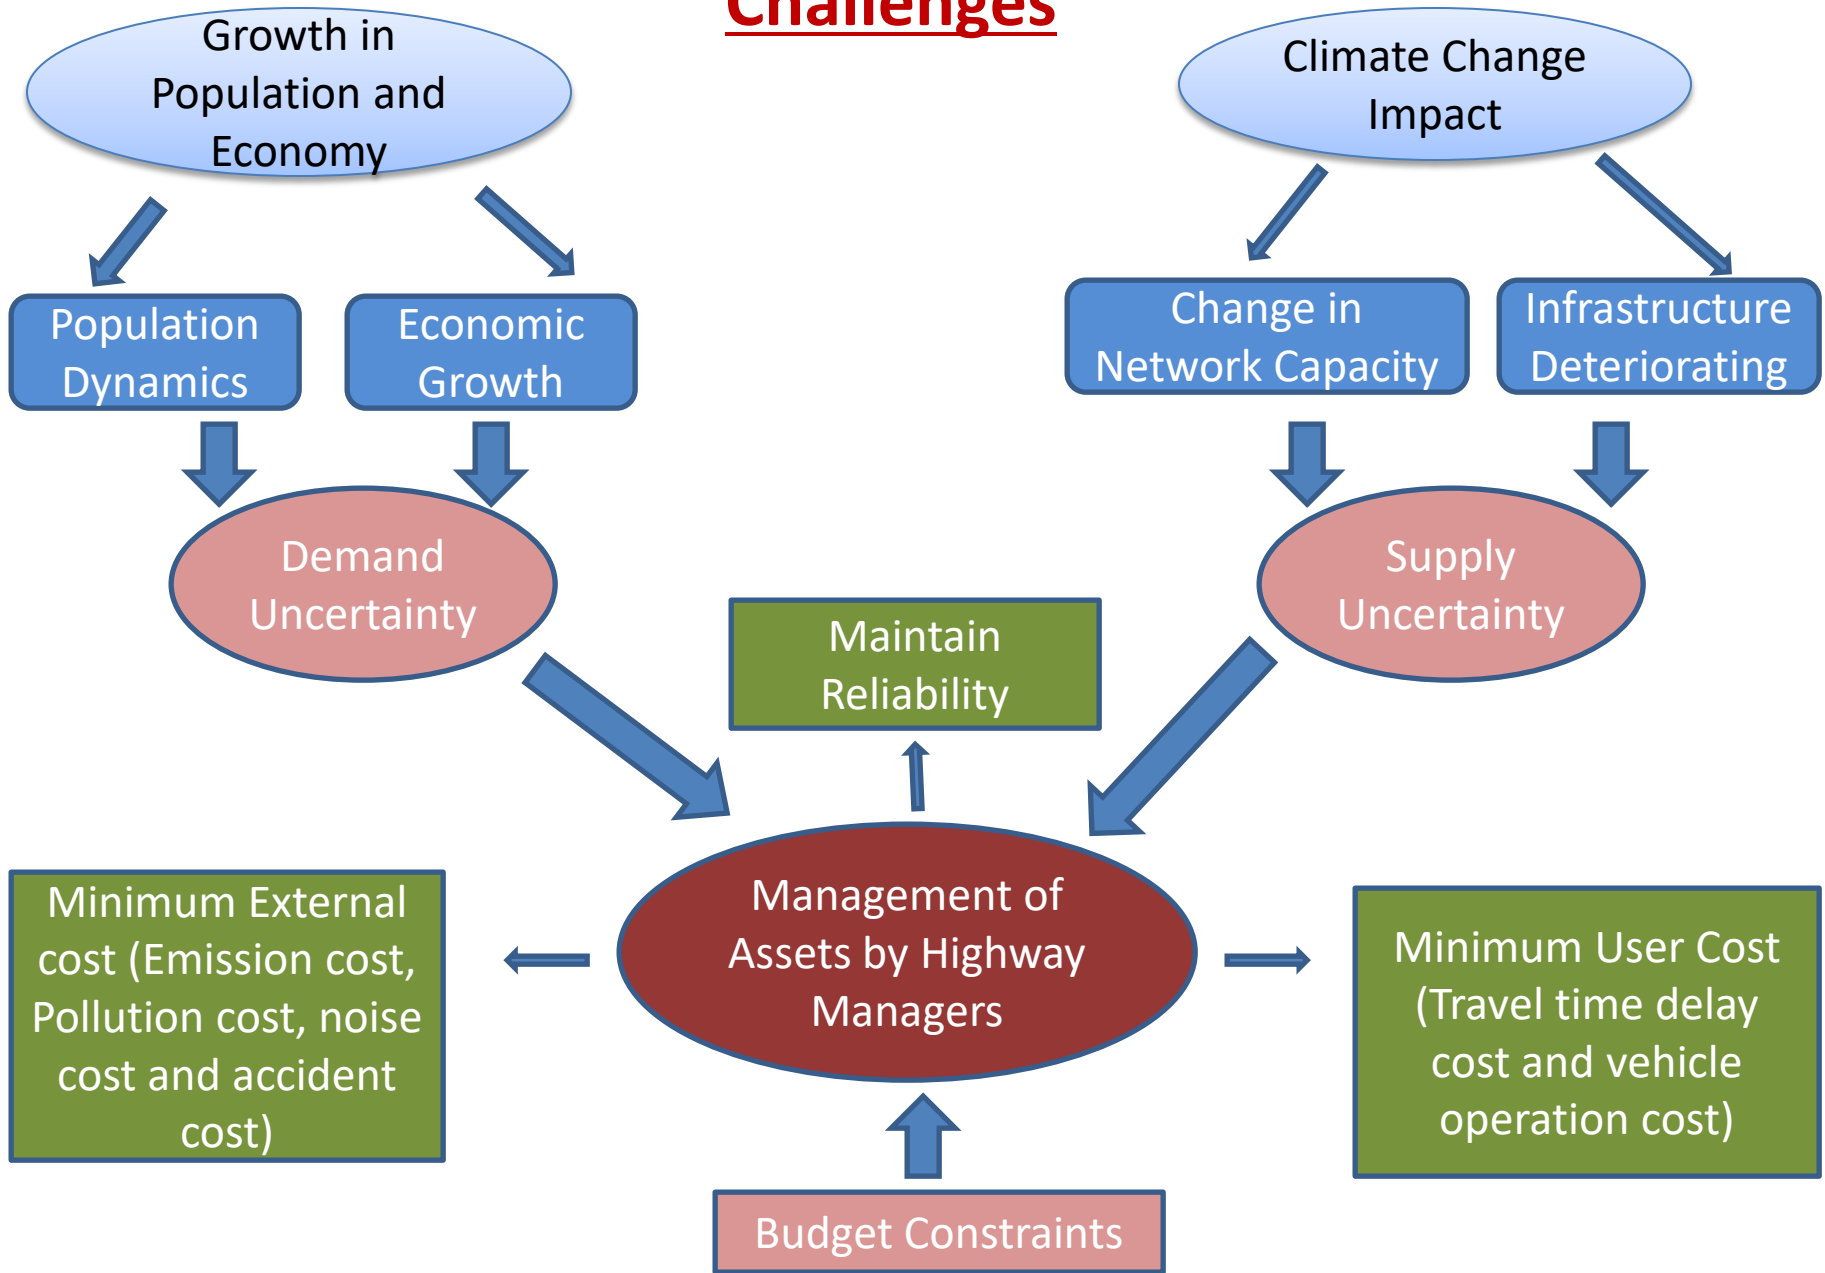 Challenges
Growth in
Population and
Economy
Climate Change
Impact
Population
Dynamics
Economic
Growth
Change in
Network Capacity
Infrastructure
Deteriorating
Demand
Uncertainty
Supply
Uncertainty
Maintain
Reliability
Management of
Assets by Highway
Managers
Minimum External
cost (Emission cost,
Pollution cost, noise
cost and accident
cost)
Minimum User Cost
(Travel time delay
cost and vehicle
operation cost)
Budget Constraints